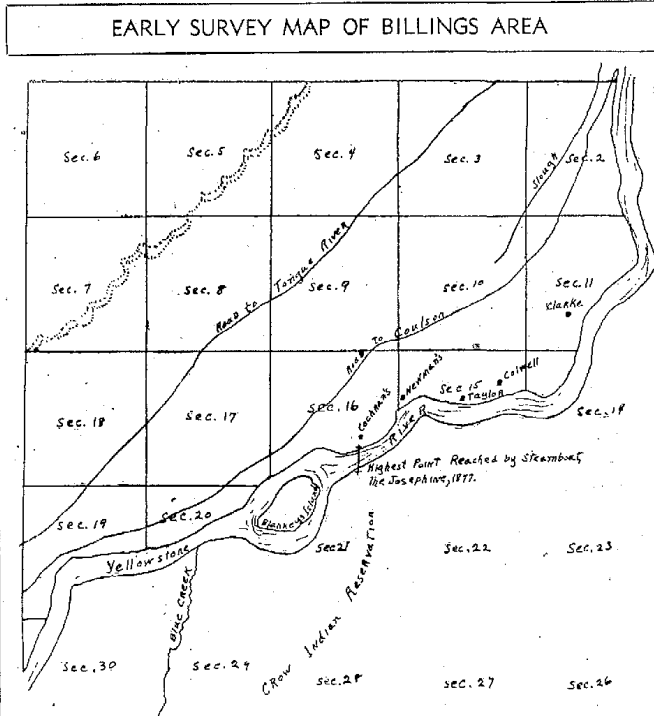 EARLY SURVEY MAP OF BILLINGS AREA
Sec. 6
Sec. 5
Sec. 4
Sec. 3
Sec. 2
Slough
Sec. 7
Sec. 8
Road to Tongue River
Sec. 9
Sec. 10
Sec. 11
Clarke
Road To Coulson
Sec. 18
Sec. 17
Sec. 16
Cochran's
Newman's
Sec 15
Taylor
Colwell
Sec. 14
River
Highest Point Reached by Steamboat,
the Josephine, 1877.
Sec. 19
Sec. 20
Island
Yellowstone
Sec 21
Sec. 22
Sec. 23
Blue Creek
Crow Indian Reservation
Sec. 30
Sec. 29
Sec. 28
Sec. 27
Sec. 26